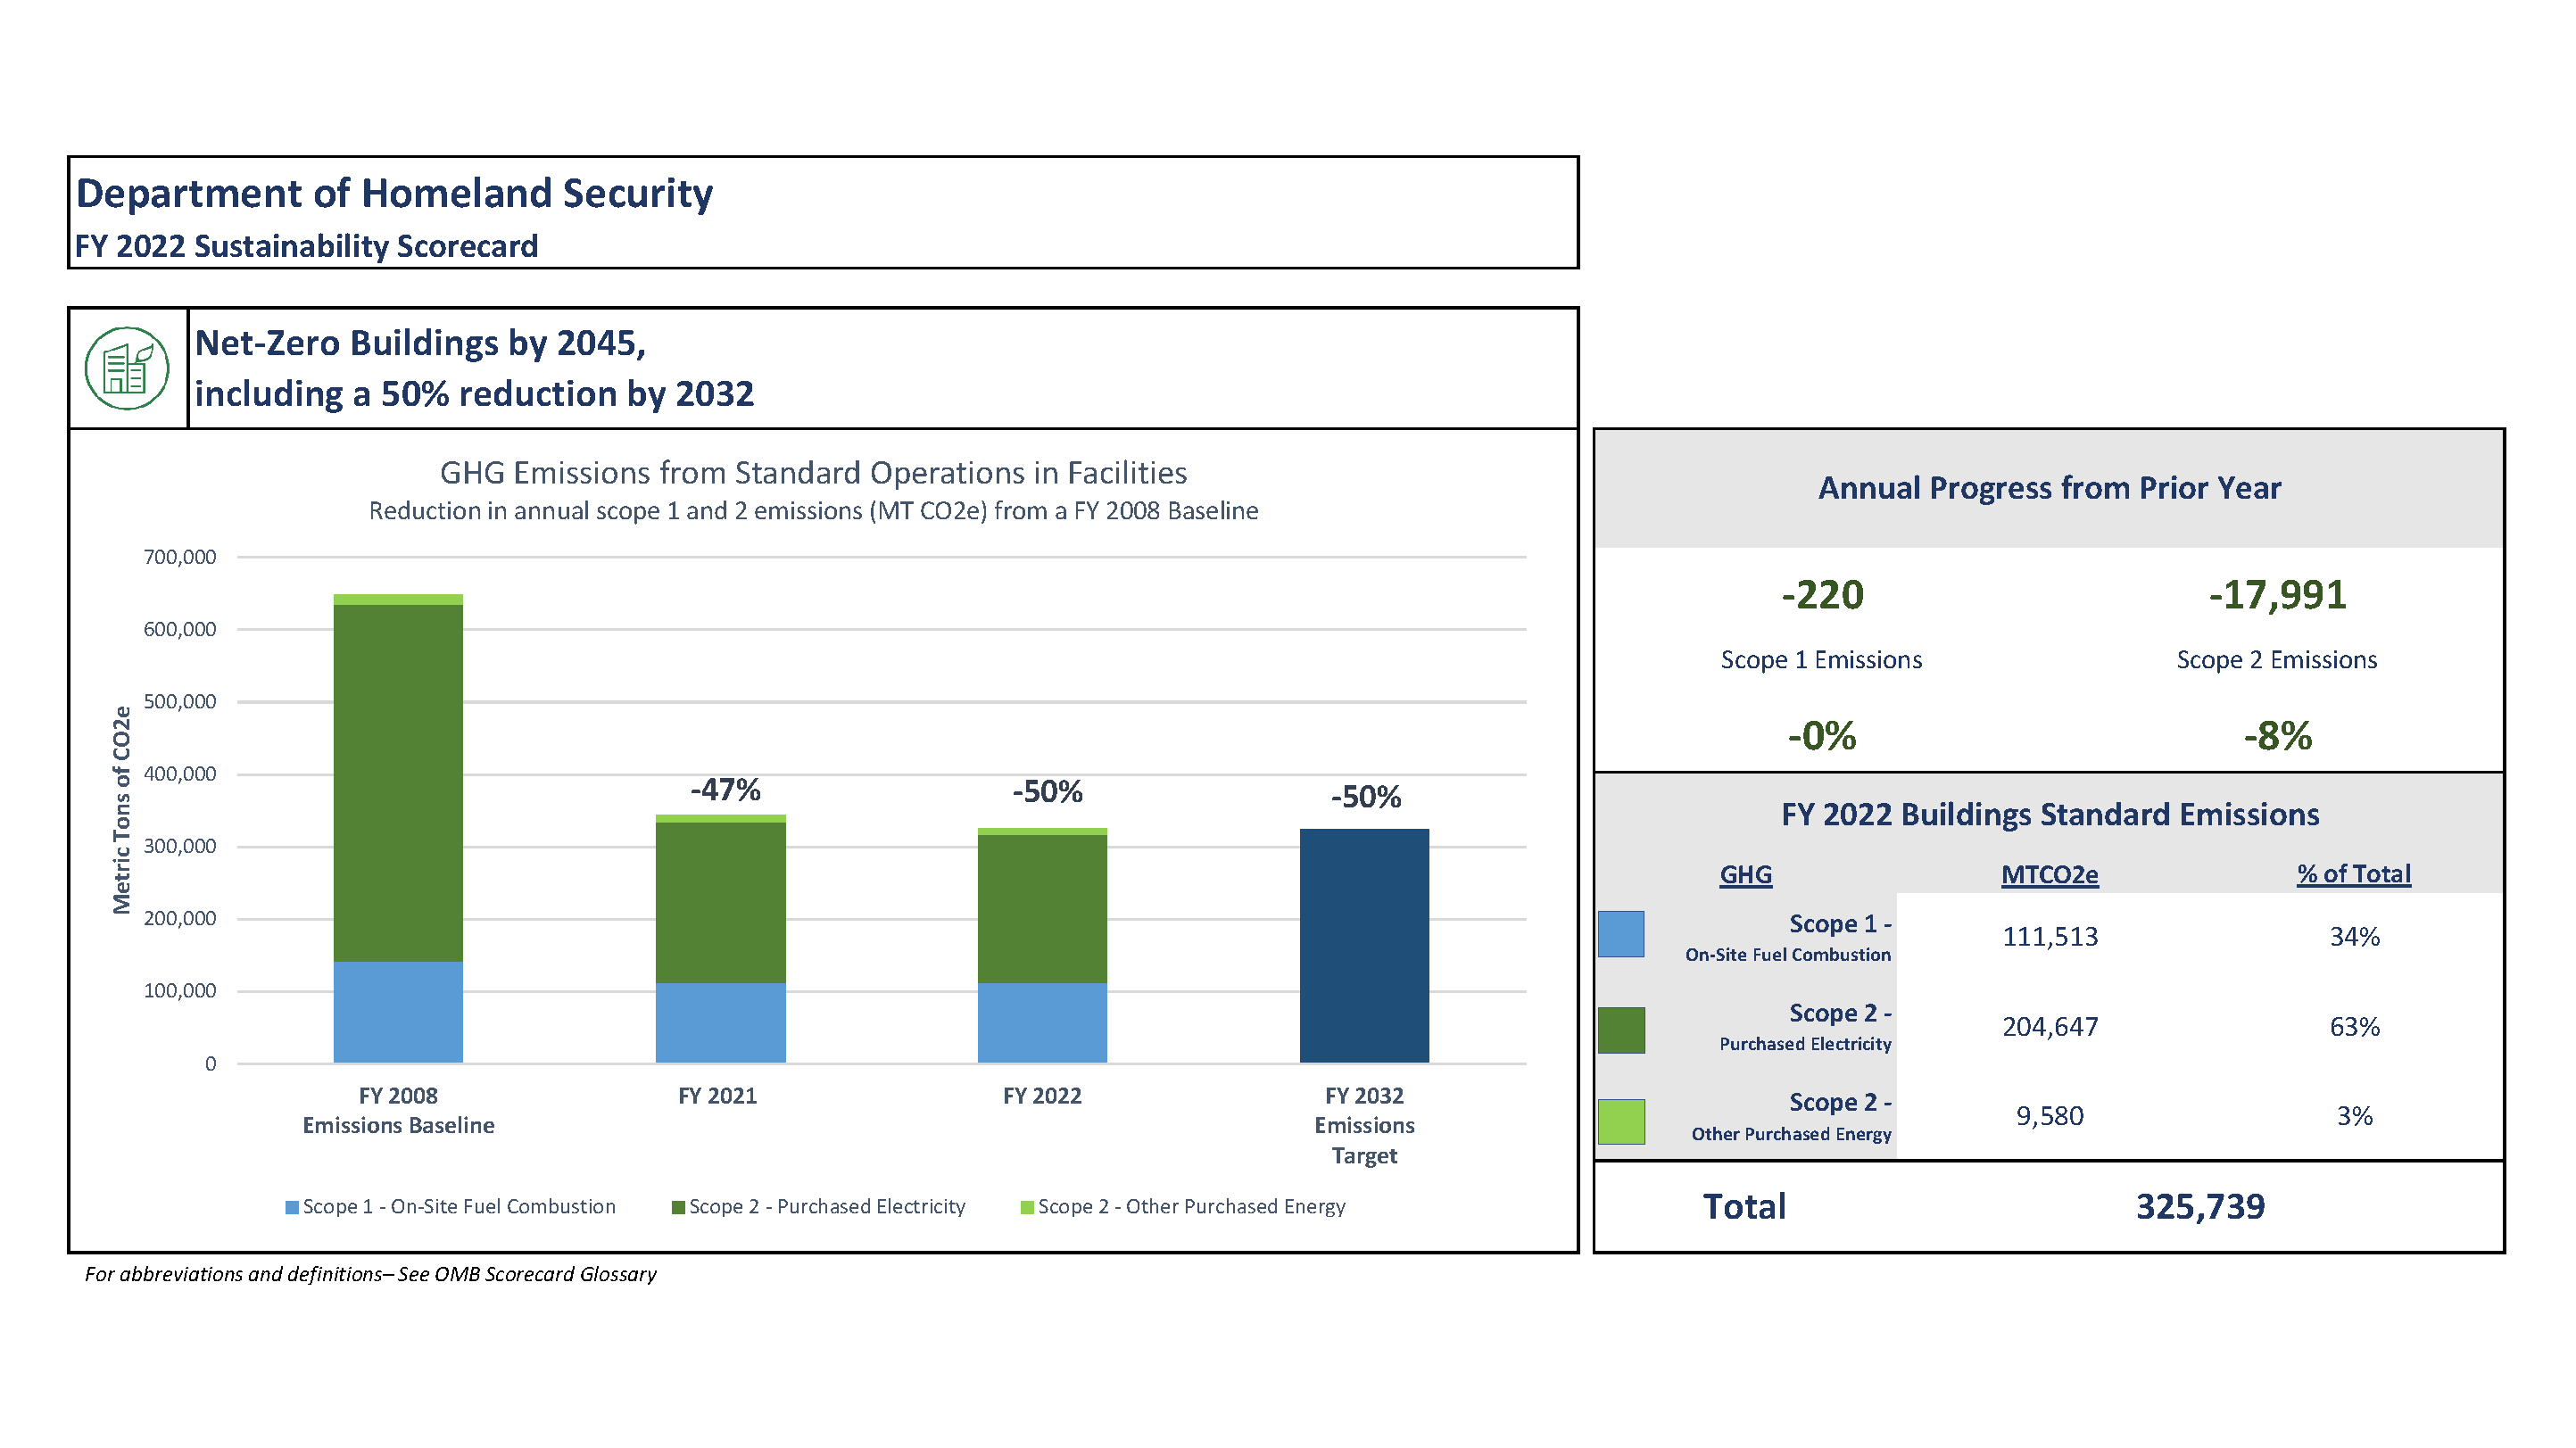 Department of Homeland Security
FY 2022 Sustainability Scorecard
Net-Zero Buildings by 2045,
including a 50% reduction by 2032
GHG Emissions from Standard Operations in Facilities
Reduction in annual scope 1 and 2 emissions (MT CO2e) from a FY 2008 Baseline
Metric Tons of CO2e
700,000
600,000
500,000
400,000
300,000
200,000
100,000
0
-47%
-50%
-50%
FY 2008
Emissions Baseline
FY 2021
FY 2022
FY 2032
Emissions
Target
Scope 1 - On-Site Fuel Combustion
Scope 2 - Purchased Electricity
Scope 2 - Other Purchased Energy
For abbreviations and definitions– See OMB Scorecard Glossary
Annual Progress from Prior Year
-220 -17,991
Scope 1 Emissions Scope 2 Emissions
-0% -8%
FY 2022 Buildings Standard Emissions
GHG MTCO2e % of Total
Scope 1 -
On-Site Fuel Combustion
111,513 34%
Scope 2 -
Purchased Electricity
204,647 63%
Scope 2 -
Other Purchased Energy
9,580 3%
Total 325,739